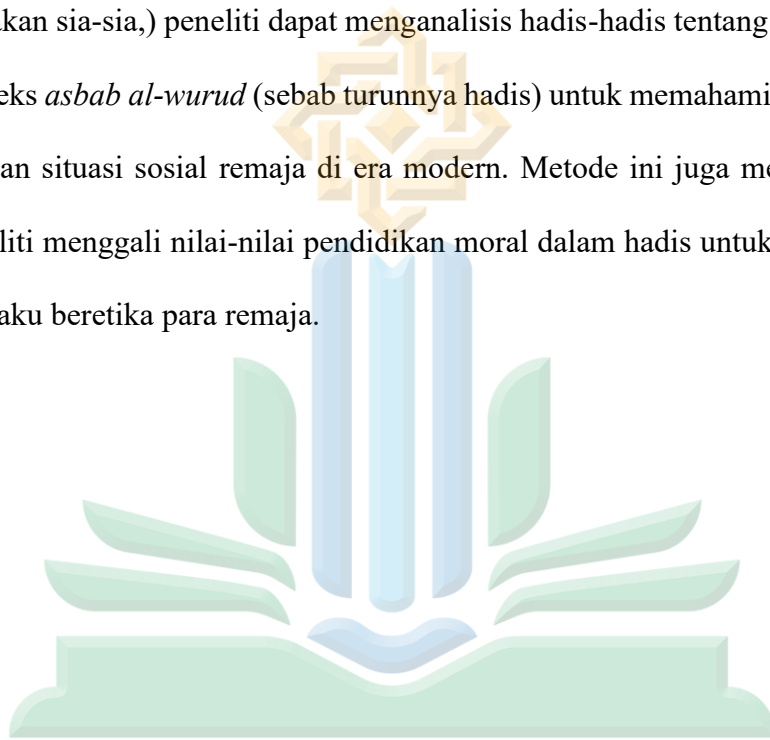 akan sia-sia,) peneliti dapat menganalisis hadis-hadis tentang
eks asbab al-wurud (sebab turunnya hadis) untuk memahami
an situasi sosial remaja di era modern. Metode ini juga me
liti menggali nilai-nilai pendidikan moral dalam hadis untuk
aku beretika para remaja.